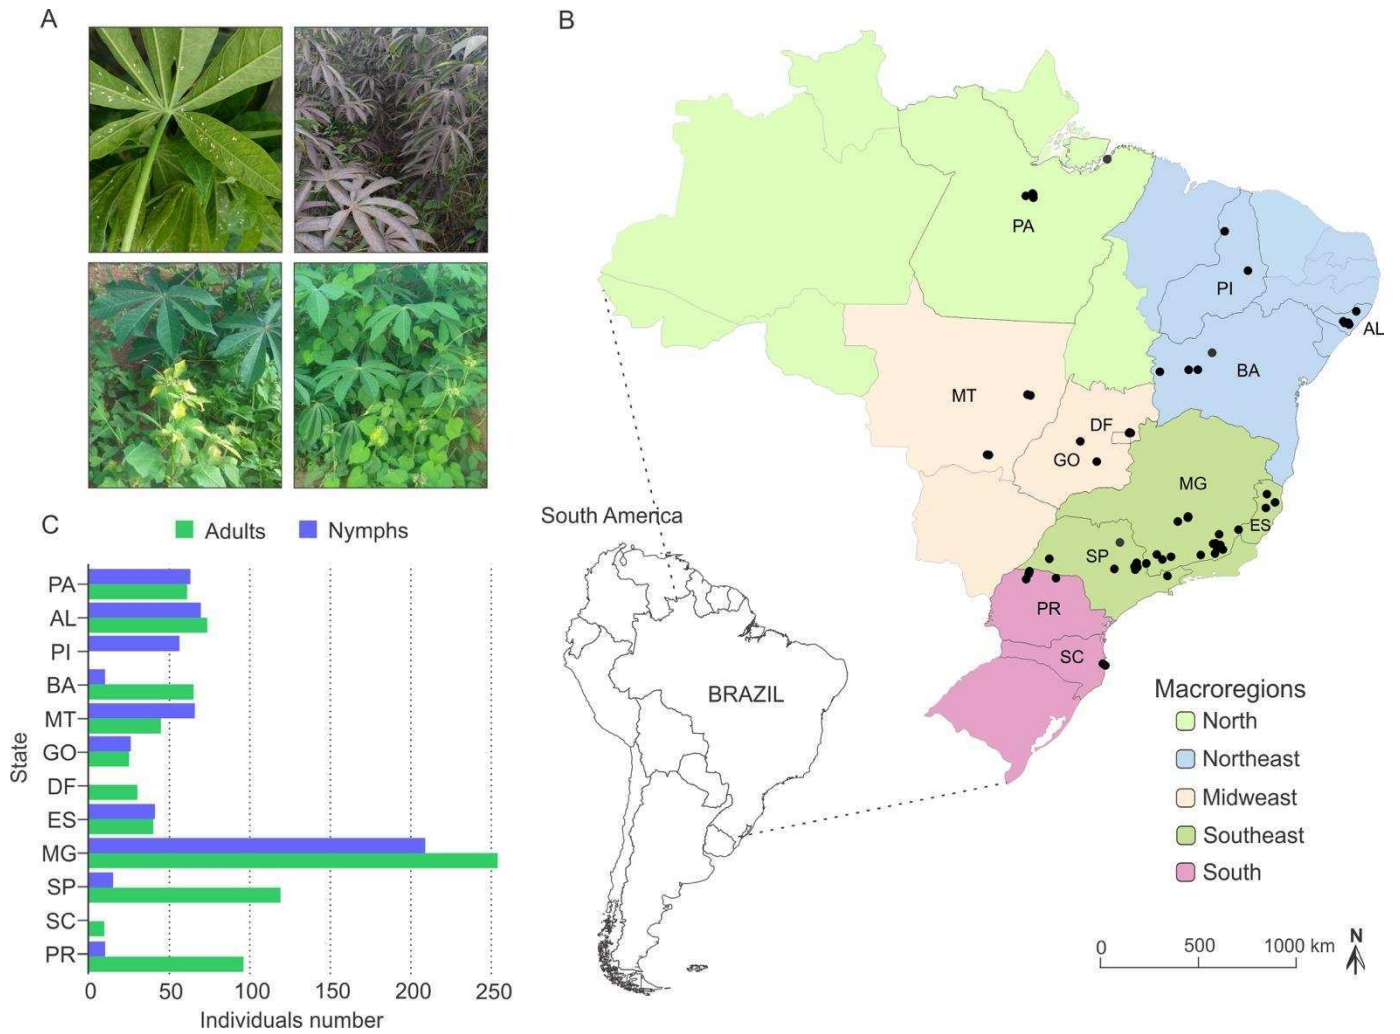 A
B
PA
PI
AL
BA
MT
DF
GO
MG
ES
SP
PR
SC
South America
BRAZIL
Macroregions
North
Northeast
Midweast
Southeast
South
0 500 1000 km
N
C
Adults Nymphs
State
PA
AL
PI
BA
MT
GO
DF
ES
MG
SP
SC
PR
0 50 100 150 200 250
Individuals number